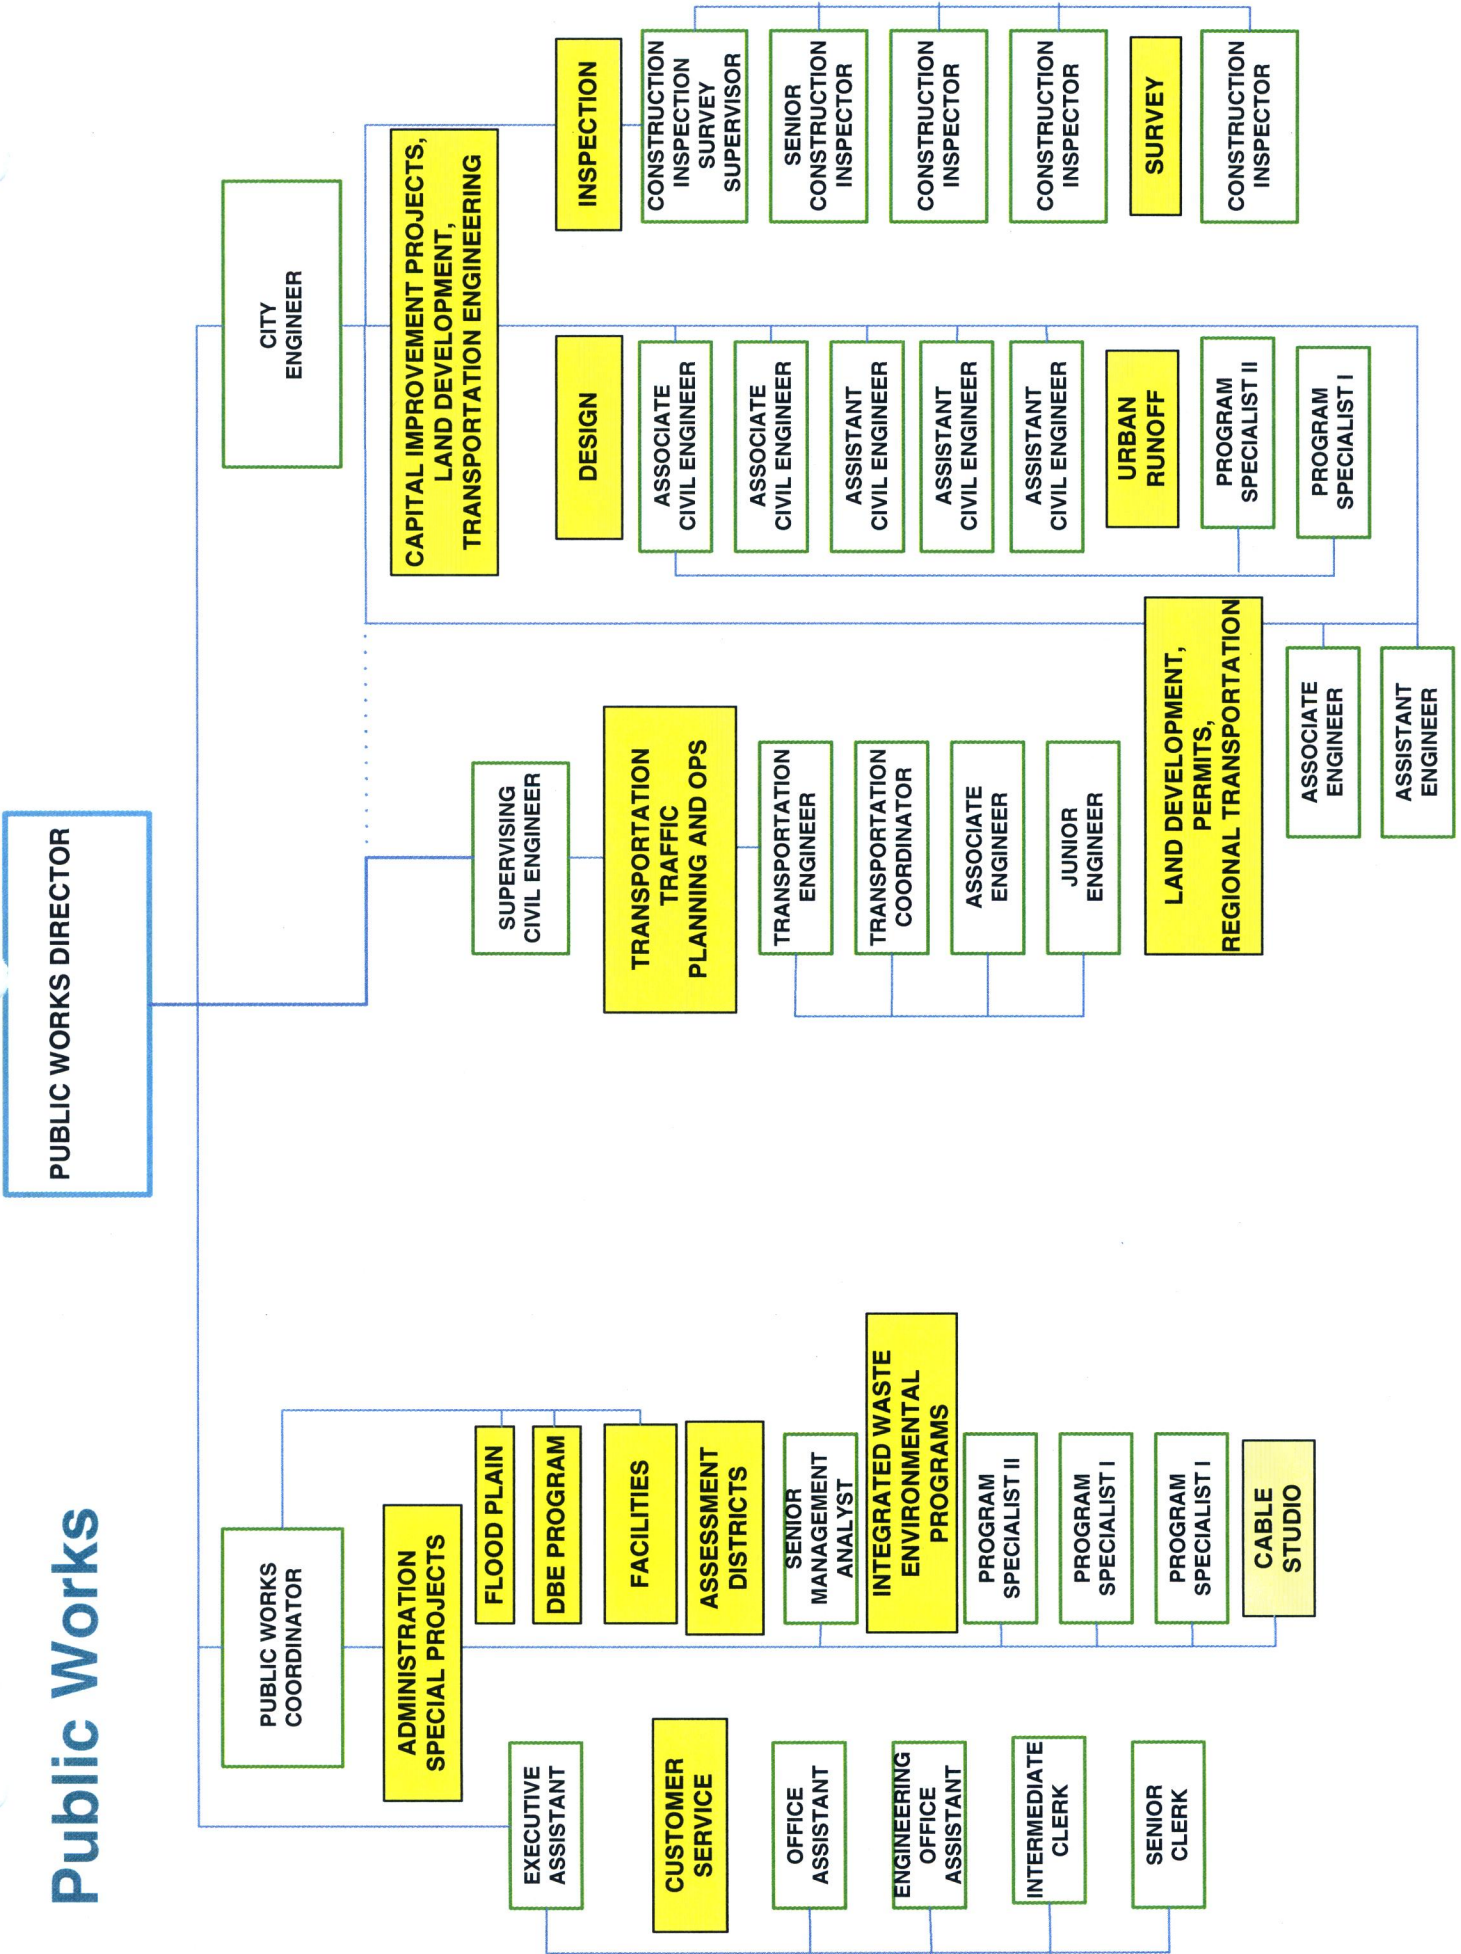 Public Works
PUBLIC WORKS DIRECTOR
PUBLIC WORKS
COORDINATOR
CITY
ENGINEER
EXECUTIVE
ASSISTANT
CUSTOMER
SERVICE
OFFICE
ASSISTANT
ENGINEERING
OFFICE
ASSISTANT
INTERMEDIATE
CLERK
SENIOR
CLERK
ADMINISTRATION
SPECIAL PROJECTS
FLOOD PLAIN
DBE PROGRAM
FACILITIES
ASSESSMENT
DISTRICTS
SENIOR
MANAGEMENT
ANALYST
INTEGRATED WASTE
ENVIRONMENTAL
PROGRAMS
PROGRAM
SPECIALIST II
PROGRAM
SPECIALIST I
PROGRAM
SPECIALIST I
CABLE
STUDIO
SUPERVISING
CIVIL ENGINEER
TRANSPORTATION
TRAFFIC
PLANNING AND OPS
TRANSPORTATION
ENGINEER
TRANSPORTATION
COORDINATOR
ASSOCIATE
ENGINEER
JUNIOR
ENGINEER
LAND DEVELOPMENT,
PERMITS,
REGIONAL TRANSPORTATION
ASSOCIATE
ENGINEER
ASSISTANT
ENGINEER
CAPITAL IMPROVEMENT PROJECTS,
LAND DEVELOPMENT,
TRANSPORTATION ENGINEERING
DESIGN
ASSOCIATE
CIVIL ENGINEER
ASSOCIATE
CIVIL ENGINEER
ASSISTANT
CIVIL ENGINEER
ASSISTANT
CIVIL ENGINEER
ASSISTANT
CIVIL ENGINEER
URBAN
RUNOFF
PROGRAM
SPECIALIST II
PROGRAM
SPECIALIST I
INSPECTION
CONSTRUCTION
INSPECTION
SURVEY
SUPERVISOR
SENIOR
CONSTRUCTION
INSPECTOR
CONSTRUCTION
INSPECTOR
CONSTRUCTION
INSPECTOR
SURVEY
CONSTRUCTION
INSPECTOR